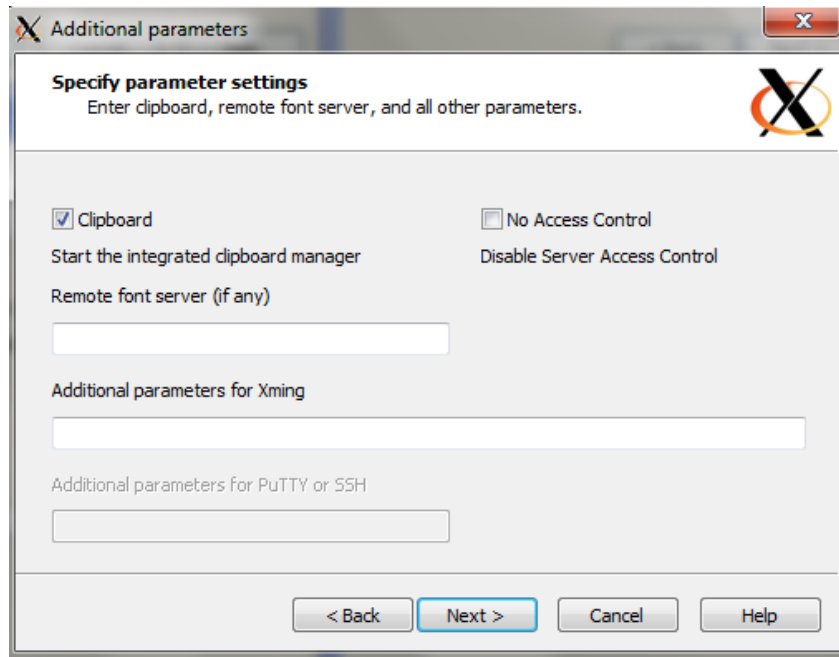 Additional parameters
Specify parameter settings
Enter clipboard, remote font server, and all other parameters.
Clipboard
No Access Control
Start the integrated clipboard manager
Disable Server Access Control
Remote font server (if any)
Additional parameters for Xming
Additional parameters for PuTTY or SSH
< Back
Next >
Cancel
Help